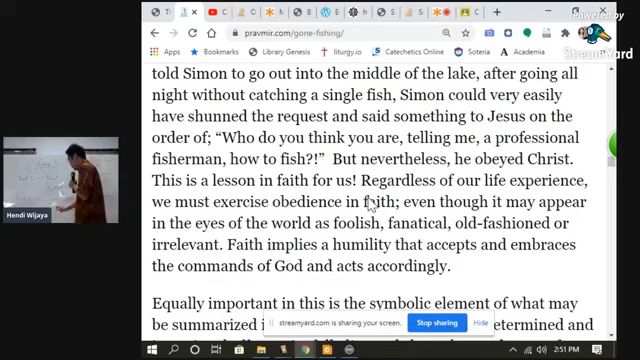 Powered by
StreamYard
pravmir.com/gone-fishing/
URL
Library Genesis
liturgy.io
Catechetics Online
Scotia
Academia
told Simon to go out into the middle of the lake, after going all
night without catching a single fish, Simon could very easily
have shunned the request and said something to Jesus on the
order of; “Who do you think you are, telling me, a professional
fisherman, how to fish?!”  But nevertheless, he obeyed Christ.
This is a lesson in faith for us! Regardless of our life experience,
we must exercise obedience in faith; even though it may appear
in the eyes of the world as foolish, fanatical, old-fashioned or
irrelevant. Faith implies a humility that accepts and embraces
the commands of God and acts accordingly.
Equally important in this is the symbolic element of what may
be summarized
streamyard.com is sharing your screen.
Stop sharing
Hide
determined and
Hendi Wijaya
2:51 PM